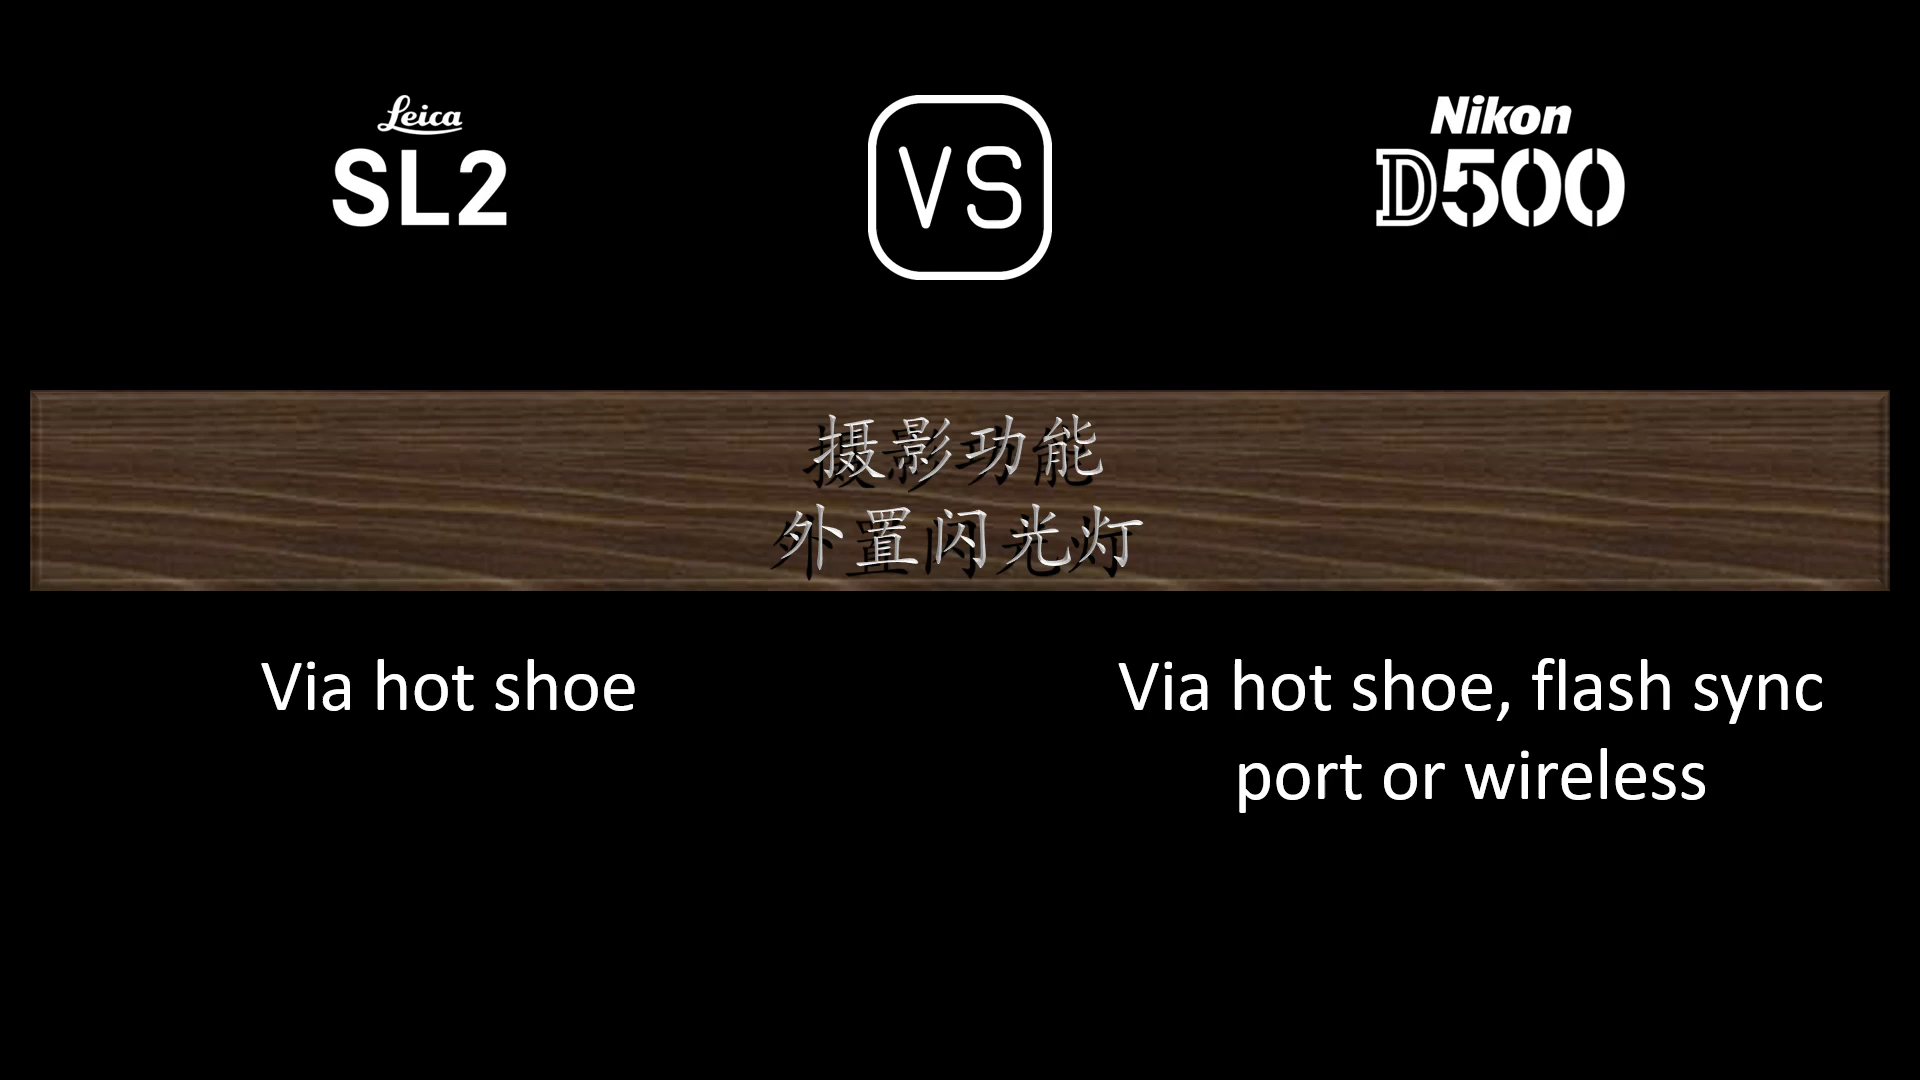 Leica
SL2
VS
Nikon
D500
摄影功能
外置闪光灯
Via hot shoe
Via hot shoe, flash sync
port or wireless